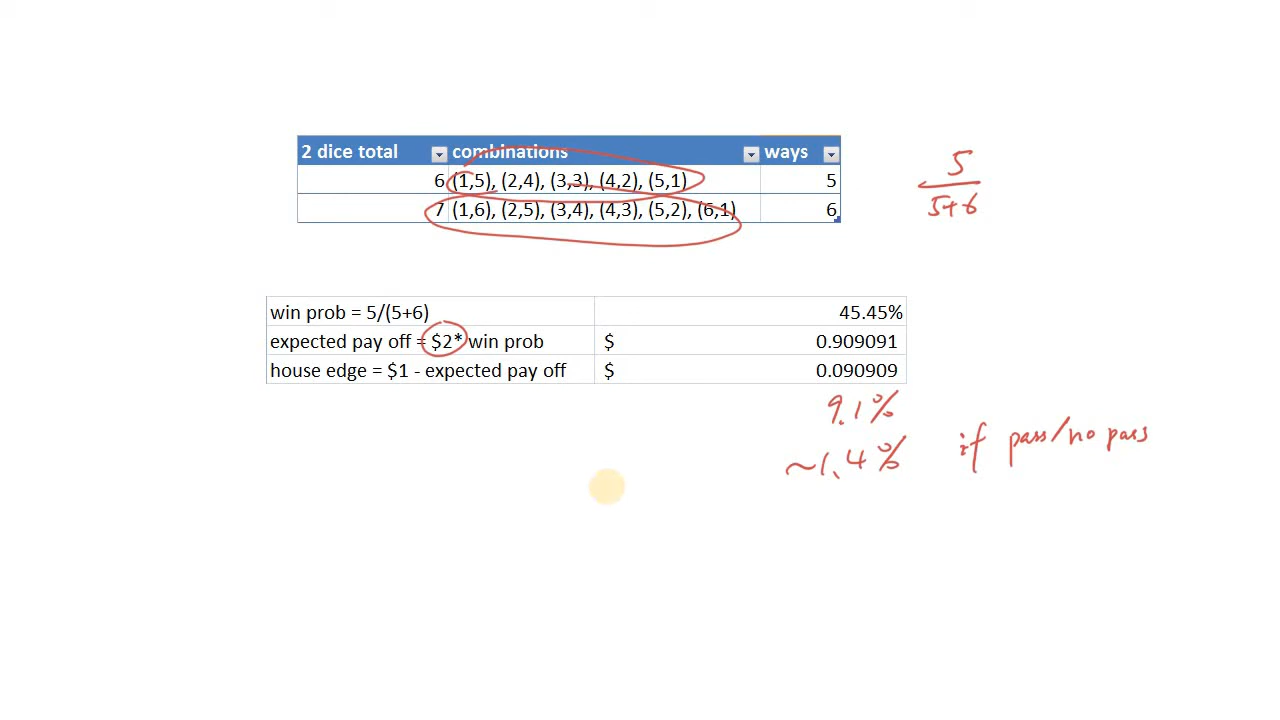 2 dice total combinations ways
6 (1,5), (2,4), (3,3), (4,2), (5,1) 5
7 (1,6), (2,5), (3,4), (4,3), (5,2), (6,1) 6
5
5+6
win prob = 5/(5+6) 45.45%
expected pay off = $2* win prob $ 0.909091
house edge = $1 - expected pay off $ 0.090909
9.1%
~1.4% if pass/no pass